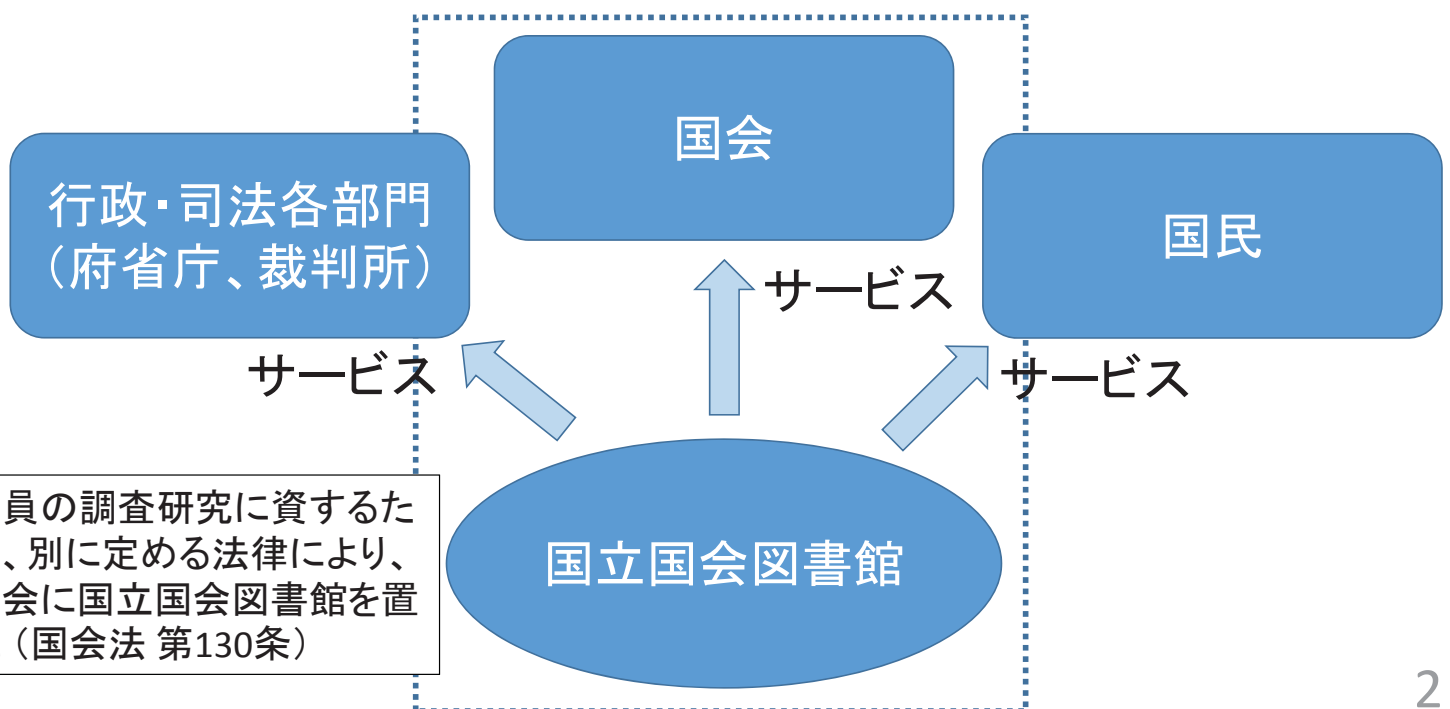 国会
行政・司法各部門
（府省庁、裁判所）
国民
サービス
サービス
サービス
国立国会図書館
員の調査研究に資するた
、別に定める法律により、
会に国立国会図書館を置
（国会法 第130条）
2